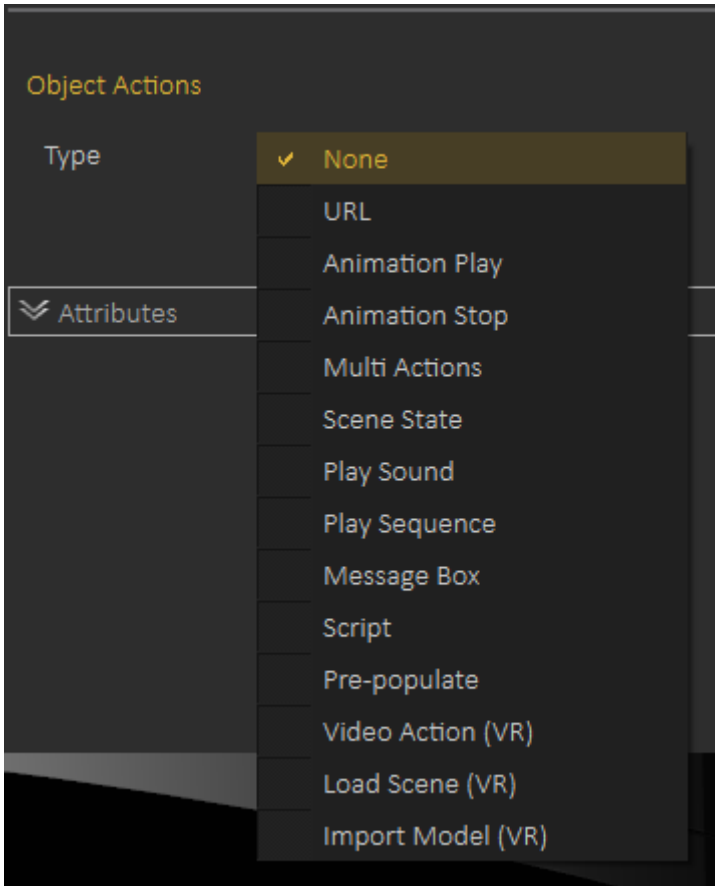 Object Actions
Type
None
URL
Animation Play
Attributes
Animation Stop
Multi Actions
Scene State
Play Sound
Play Sequence
Message Box
Script
Pre-populate
Video Action (VR)
Load Scene (VR)
Import Model (VR)